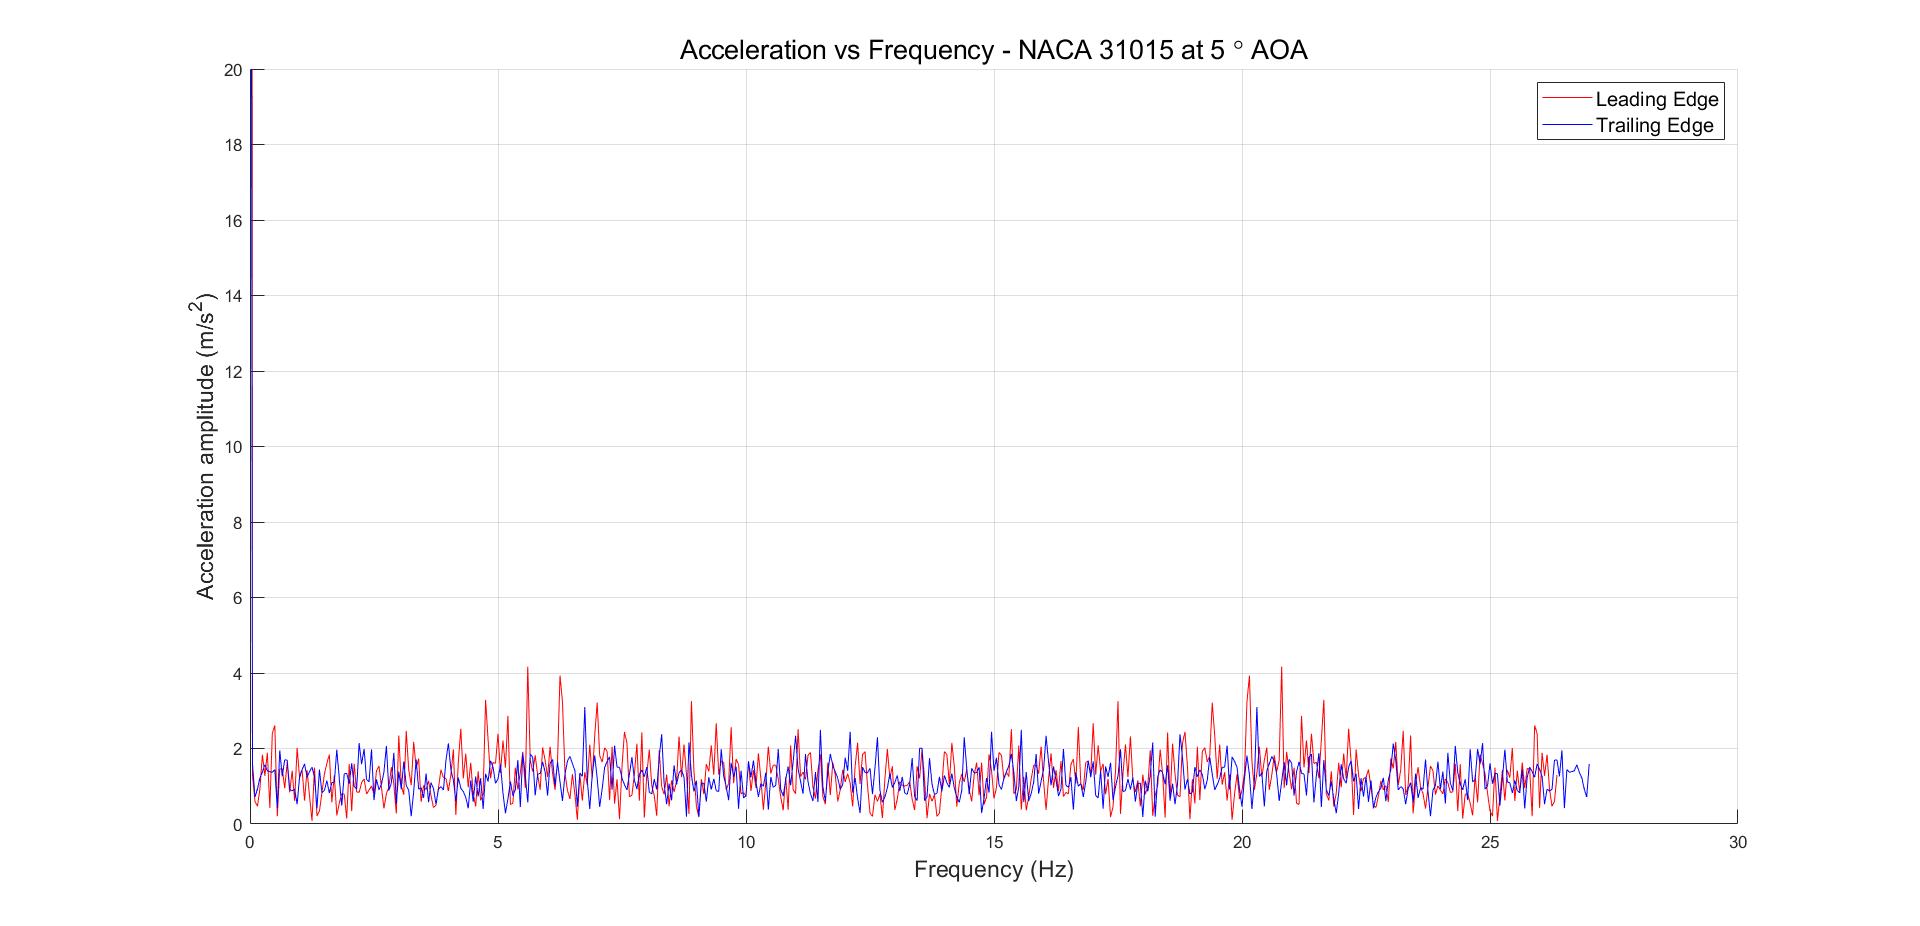 Acceleration vs Frequency - NACA 31015 at 5 ° AOA
Leading Edge
Trailing Edge
Acceleration amplitude (m/s²)
20
18
16
14
12
10
8
6
4
2
0
0 5 10 15 20 25 30
Frequency (Hz)